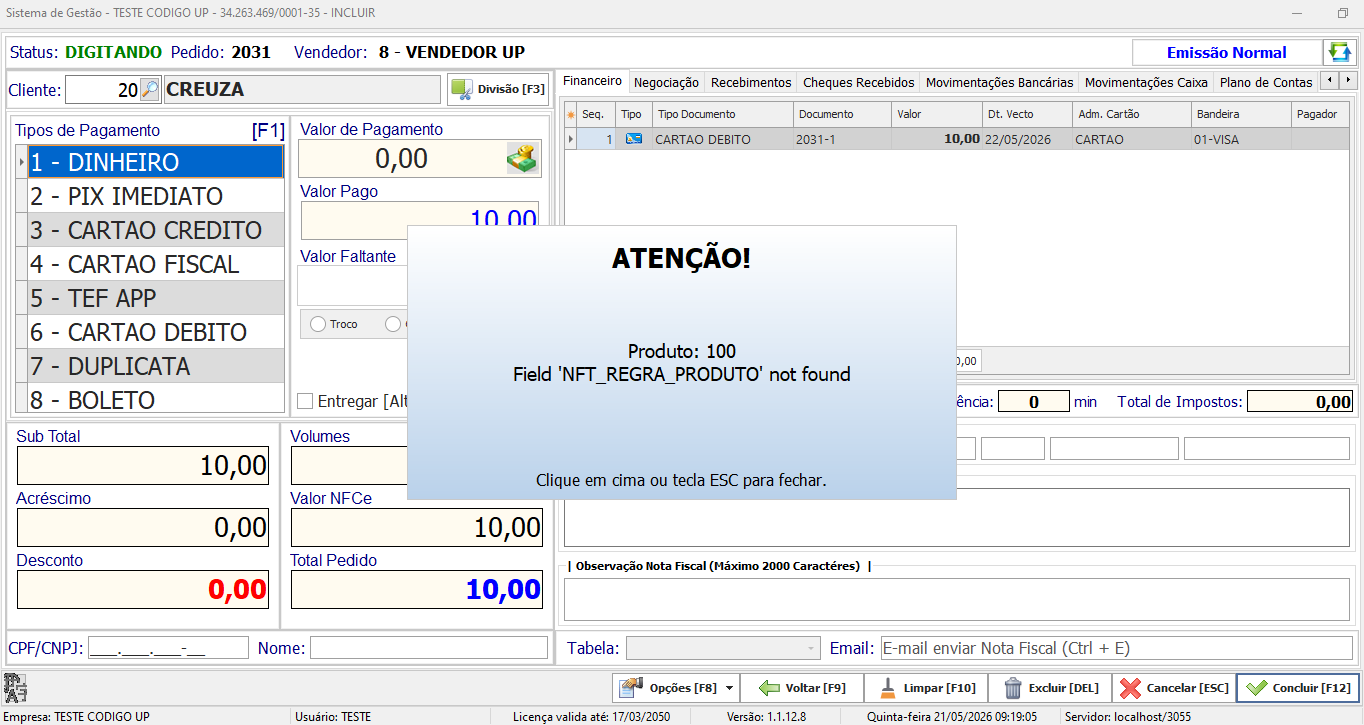 Sistema de Gestão - TESTE CODIGO UP - 34.263.469/0001-35 - INCLUIR
Status: DIGITANDO Pedido: 2031 Vendedor: 8 - VENDEDOR UP
Emissão Normal
Cliente: 20 CREUZA
Divisão [F3]
Financeiro Negociação Recebimentos Cheques Recebidos Movimentações Bancárias Movimentações Caixa Plano de Contas
Seq. Tipo Tipo Documento Documento Valor Dt. Vecto Adm. Cartão Bandeira Pagador
1 CARTAO DEBITO 2031-1 10,00 22/05/2026 CARTAO 01-VISA
Tipos de Pagamento [F1]
1 - DINHEIRO
2 - PIX IMEDIATO
3 - CARTAO CREDITO
4 - CARTAO FISCAL
5 - TEF APP
6 - CARTAO DEBITO
7 - DUPLICATA
8 - BOLETO
Valor de Pagamento
0,00
Valor Pago
10,00
Valor Faltante
Troco
Entregar [Alt
ATENÇÃO!
Produto: 100
Field 'NFT_REGRA_PRODUTO' not found
Clique em cima ou tecla ESC para fechar.
0,00
ência: 0 min Total de Impostos: 0,00
Sub Total
10,00
Acréscimo
0,00
Desconto
0,00
Volumes
Valor NFCe
10,00
Total Pedido
10,00
| Observação Nota Fiscal (Máximo 2000 Caractéres) |
CPF/CNPJ: ___.___.___-__ Nome:
Tabela: Email: E-mail enviar Nota Fiscal (Ctrl + E)
Opções [F8] Voltar [F9] Limpar [F10] Excluir [DEL] Cancelar [ESC] Concluir [F12]
Empresa: TESTE CODIGO UP Usuário: TESTE Licença valida até: 17/03/2050 Versão: 1.1.12.8 Quinta-feira 21/05/2026 09:19:05 Servidor: localhost/3055